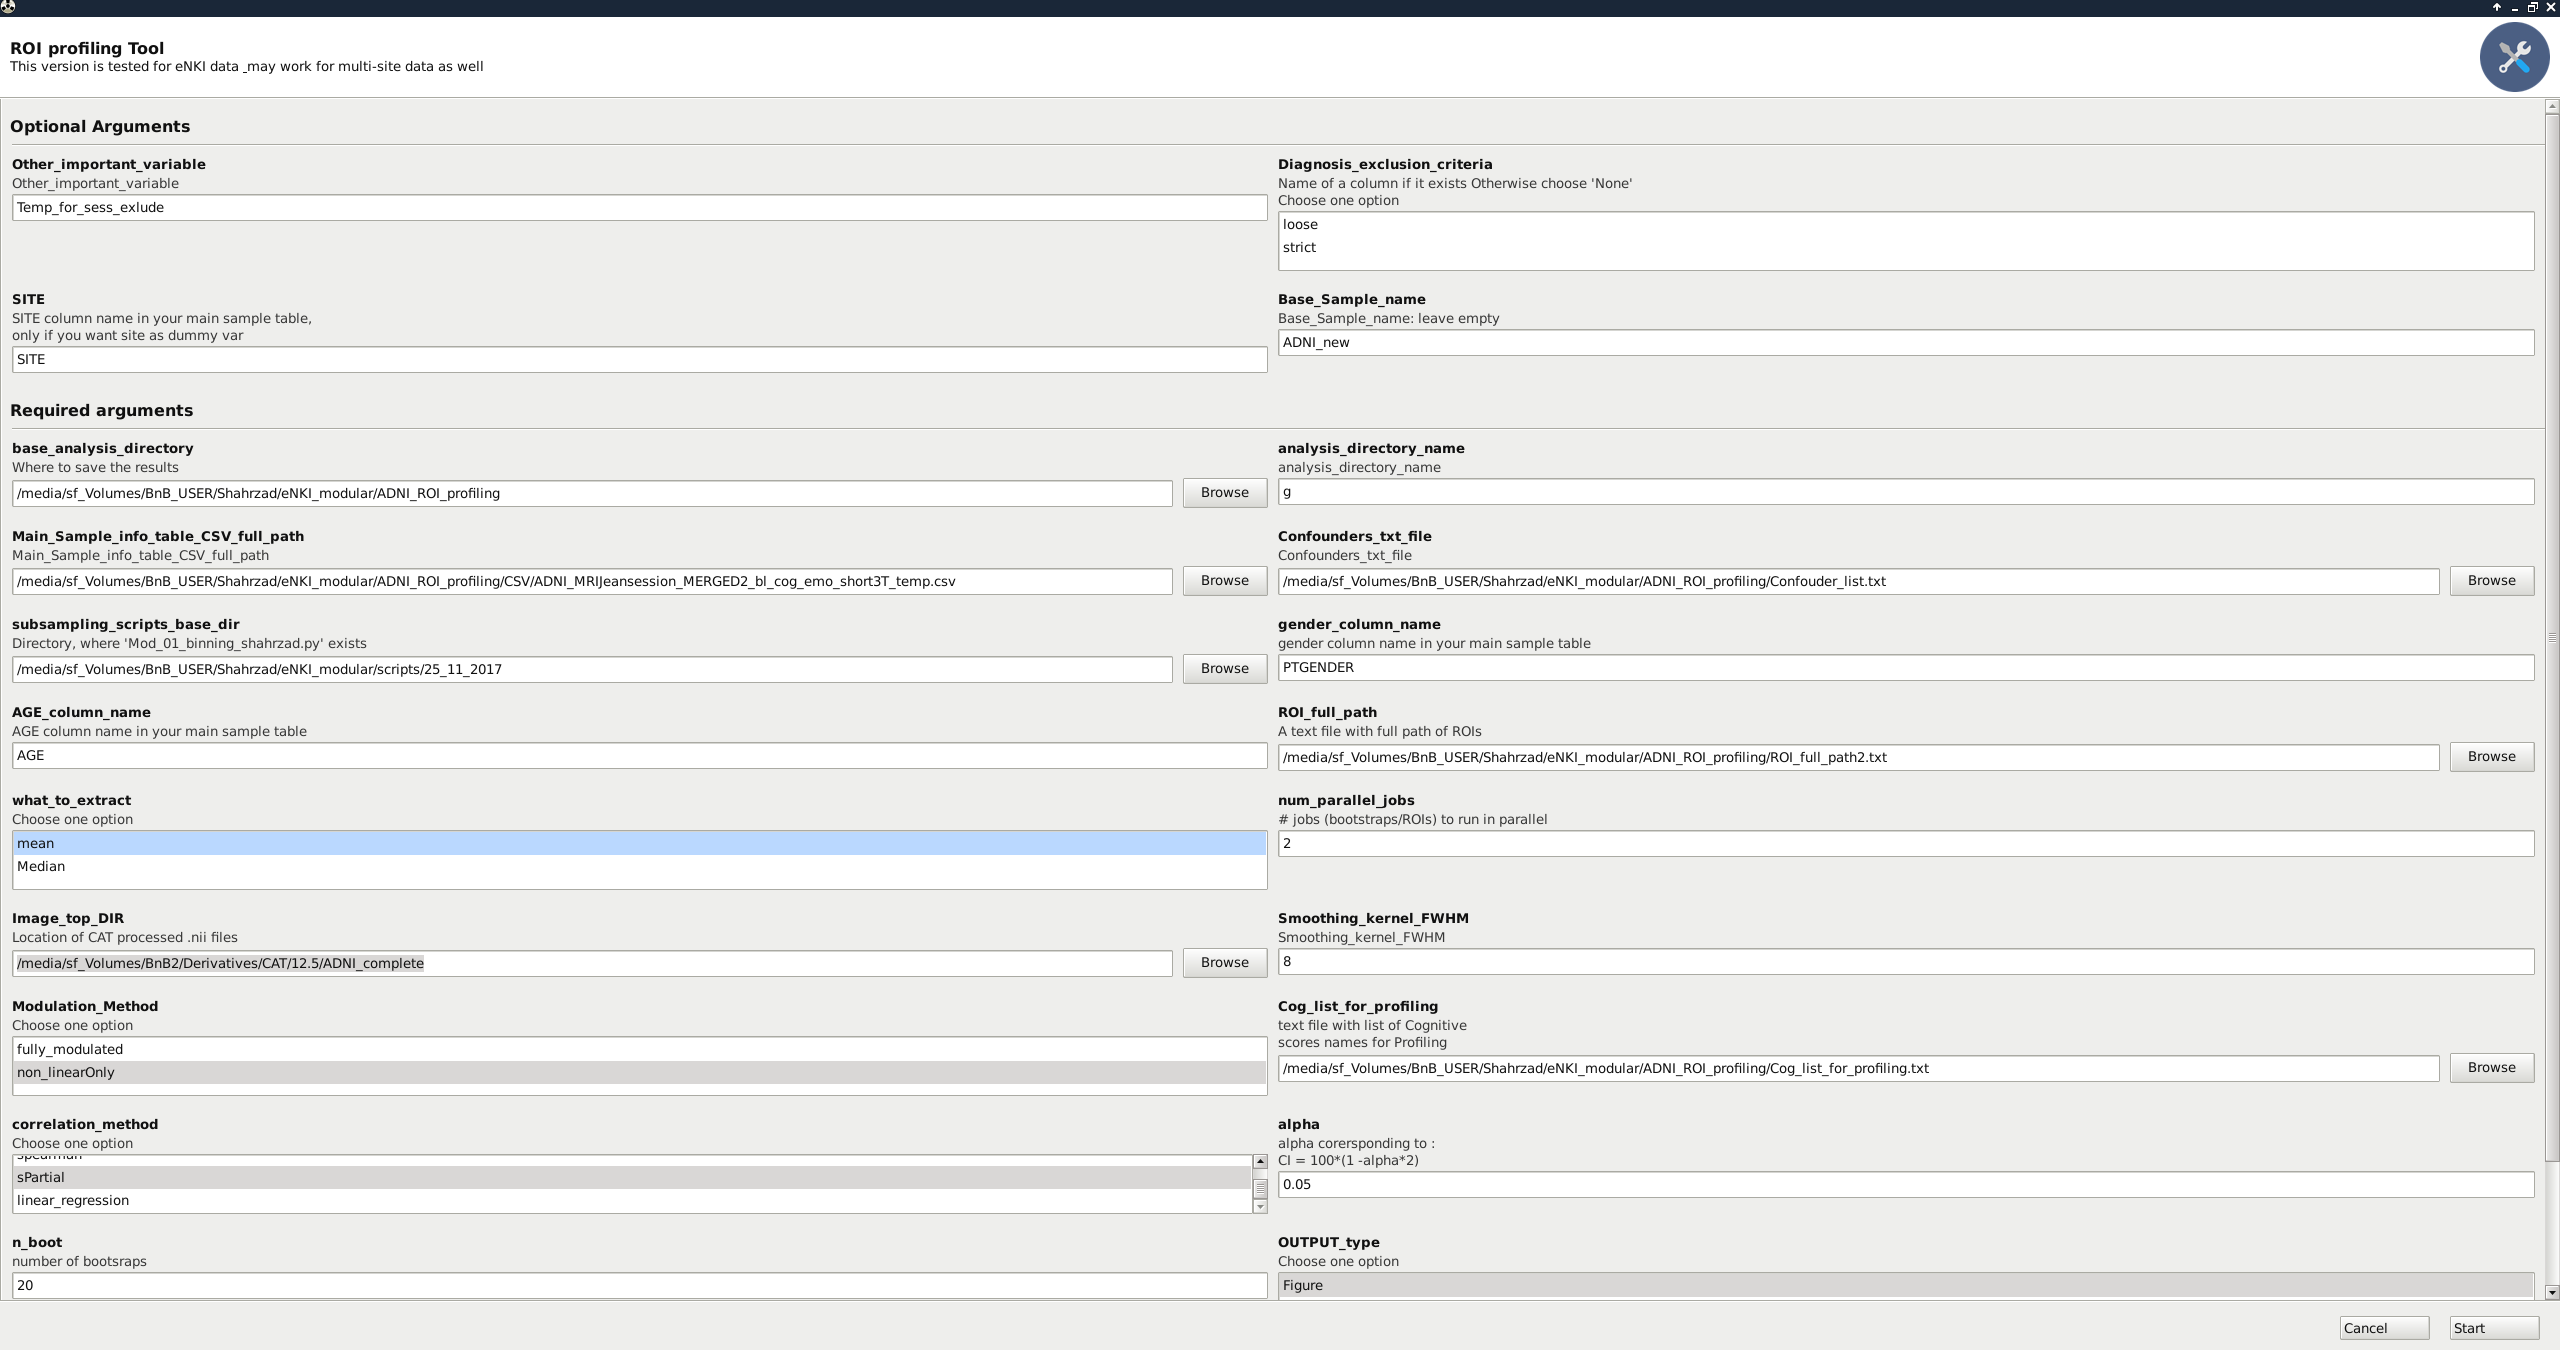 ROI profiling Tool
This version is tested for eNKI data _may work for multi-site data as well
Optional Arguments
Other_important_variable
Other_important_variable
Temp_for_sess_exlude
Diagnosis_exclusion_criteria
Name of a column if it exists Otherwise choose 'None'
Choose one option
loose
strict
SITE
SITE column name in your main sample table,
only if you want site as dummy var
SITE
Base_Sample_name
Base_Sample_name: leave empty
ADNI_new
Required arguments
base_analysis_directory
Where to save the results
/media/sf_Volumes/BnB_USER/Shahrzad/eNKI_modular/ADNI_ROI_profiling
Browse
analysis_directory_name
analysis_directory_name
g
Main_Sample_info_table_CSV_full_path
Main_Sample_info_table_CSV_full_path
/media/sf_Volumes/BnB_USER/Shahrzad/eNKI_modular/ADNI_ROI_profiling/CSV/ADNI_MRIJeansession_MERGED2_bl_cog_emo_short3T_temp.csv
Browse
Confounders_txt_file
Confounders_txt_file
/media/sf_Volumes/BnB_USER/Shahrzad/eNKI_modular/ADNI_ROI_profiling/Confouder_list.txt
Browse
subsampling_scripts_base_dir
Directory, where 'Mod_01_binning_shahrzad.py' exists
/media/sf_Volumes/BnB_USER/Shahrzad/eNKI_modular/scripts/25_11_2017
Browse
gender_column_name
gender column name in your main sample table
PTGENDER
AGE_column_name
AGE column name in your main sample table
AGE
ROI_full_path
A text file with full path of ROIs
/media/sf_Volumes/BnB_USER/Shahrzad/eNKI_modular/ADNI_ROI_profiling/ROI_full_path2.txt
Browse
what_to_extract
Choose one option
mean
Median
num_parallel_jobs
# jobs (bootstraps/ROIs) to run in parallel
2
Image_top_DIR
Location of CAT processed .nii files
/media/sf_Volumes/BnB2/Derivatives/CAT/12.5/ADNI_complete
Browse
Smoothing_kernel_FWHM
Smoothing_kernel_FWHM
8
Modulation_Method
Choose one option
fully_modulated
non_linearOnly
Cog_list_for_profiling
text file with list of Cognitive
scores names for Profiling
/media/sf_Volumes/BnB_USER/Shahrzad/eNKI_modular/ADNI_ROI_profiling/Cog_list_for_profiling.txt
Browse
correlation_method
Choose one option
spearman
sPartial
linear_regression
alpha
alpha corersponding to :
CI = 100*(1 -alpha*2)
0.05
n_boot
number of bootsraps
20
OUTPUT_type
Choose one option
Figure
Cancel
Start